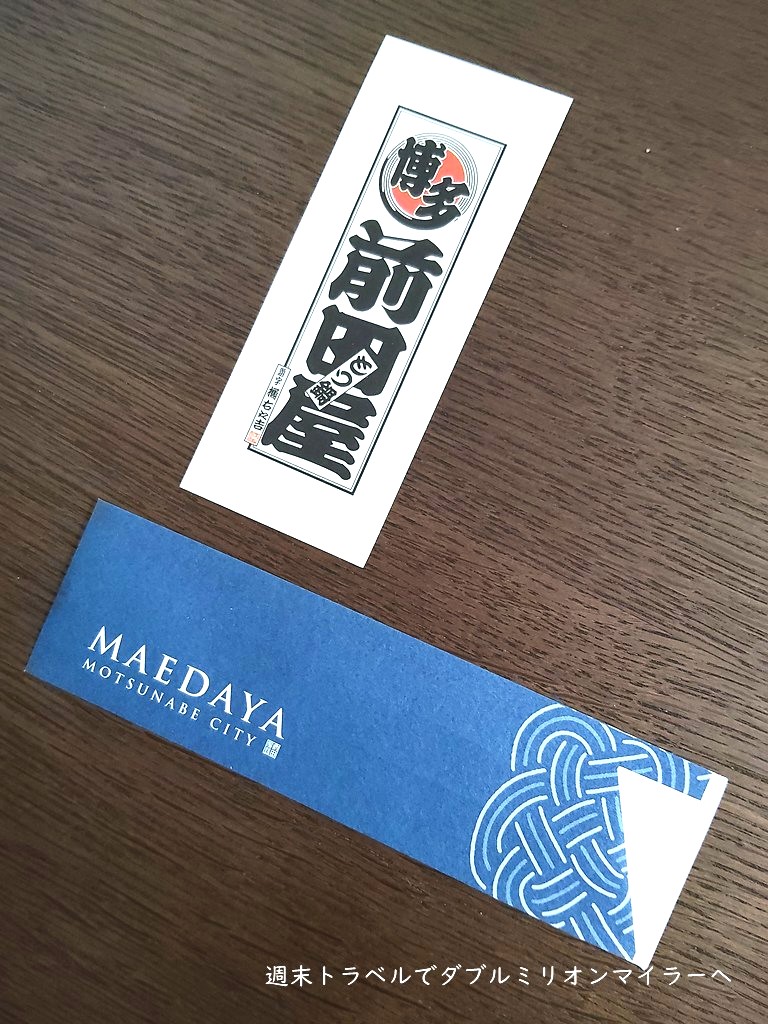 博多
前田屋
もつ鍋
MAEDAYA
MOTSUNABE CITY
週末トラベルでダブルミリオンマイラーへ